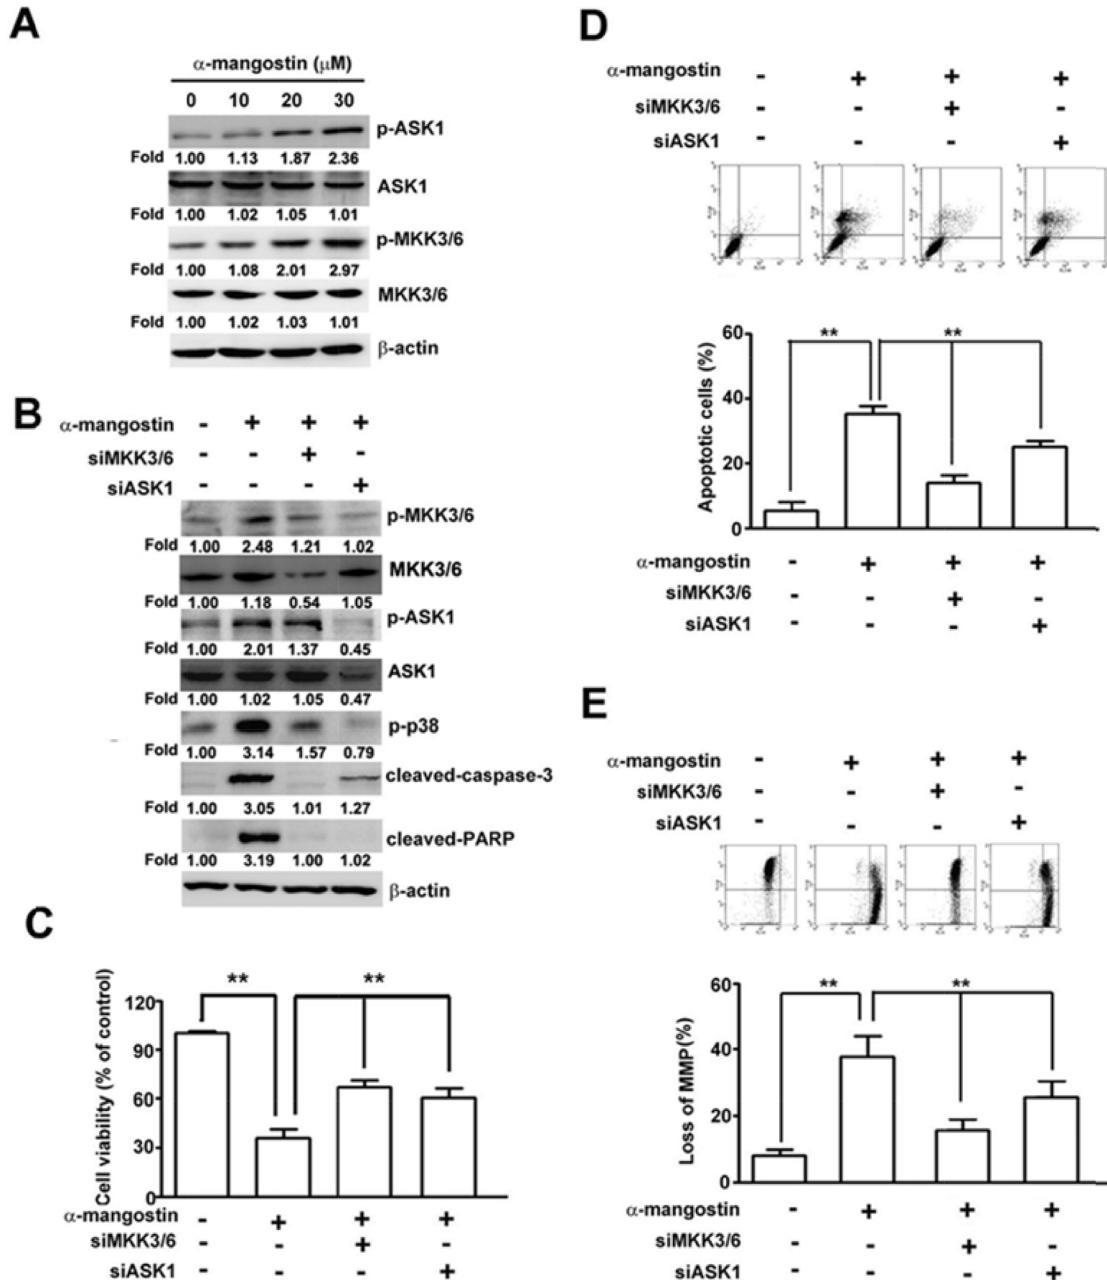 A
α-mangostin (μM)
0 10 20 30
p-ASK1
Fold 1.00 1.13 1.87 2.36
ASK1
Fold 1.00 1.02 1.05 1.01
p-MKK3/6
Fold 1.00 1.08 2.01 2.97
MKK3/6
Fold 1.00 1.02 1.03 1.01
β-actin
B
α-mangostin - + + +
siMKK3/6 - - + -
siASK1 - - - +
p-MKK3/6
Fold 1.00 2.48 1.21 1.02
MKK3/6
Fold 1.00 1.18 0.54 1.05
p-ASK1
Fold 1.00 2.01 1.37 0.45
ASK1
Fold 1.00 1.02 1.05 0.47
p-p38
Fold 1.00 3.14 1.57 0.79
cleaved-caspase-3
Fold 1.00 3.05 1.01 1.27
cleaved-PARP
Fold 1.00 3.19 1.00 1.02
β-actin
C
Cell viability (% of control)
120
90
60
30
0
** **
α-mangostin - + + +
siMKK3/6 - - + -
siASK1 - - - +
D
α-mangostin - + + +
siMKK3/6 - - + -
siASK1 - - - +
Apoptotic cells (%)
60
40
20
0
** **
α-mangostin - + + +
siMKK3/6 - - + -
siASK1 - - - +
E
α-mangostin - + + +
siMKK3/6 - - + -
siASK1 - - - +
Loss of MMP(%)
60
40
20
0
** **
α-mangostin - + + +
siMKK3/6 - - + -
siASK1 - - - +